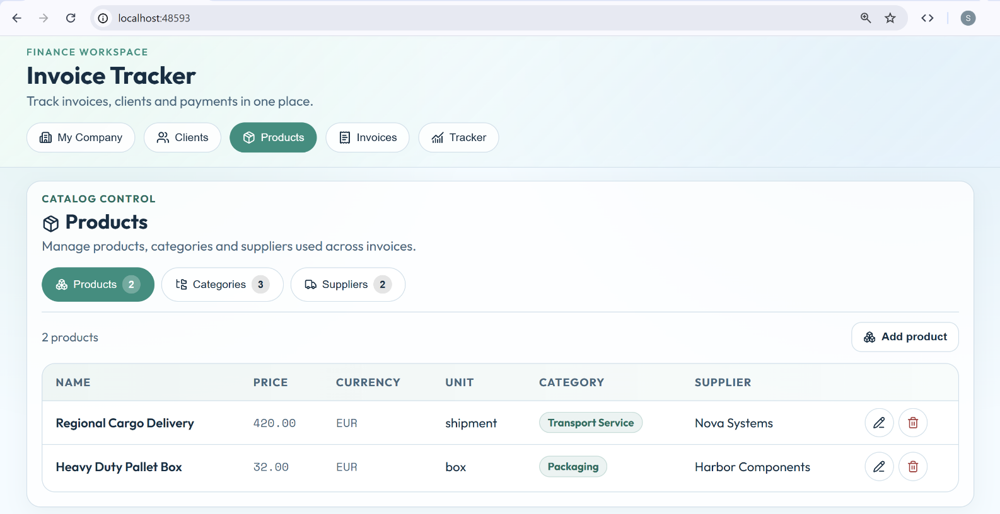 localhost:48593
S
FINANCE WORKSPACE
Invoice Tracker
Track invoices, clients and payments in one place.
My Company Clients Products Invoices Tracker
CATALOG CONTROL
Products
Manage products, categories and suppliers used across invoices.
Products 2 Categories 3 Suppliers 2
2 products Add product
NAME PRICE CURRENCY UNIT CATEGORY SUPPLIER
Regional Cargo Delivery 420.00 EUR shipment Transport Service Nova Systems
Heavy Duty Pallet Box 32.00 EUR box Packaging Harbor Components